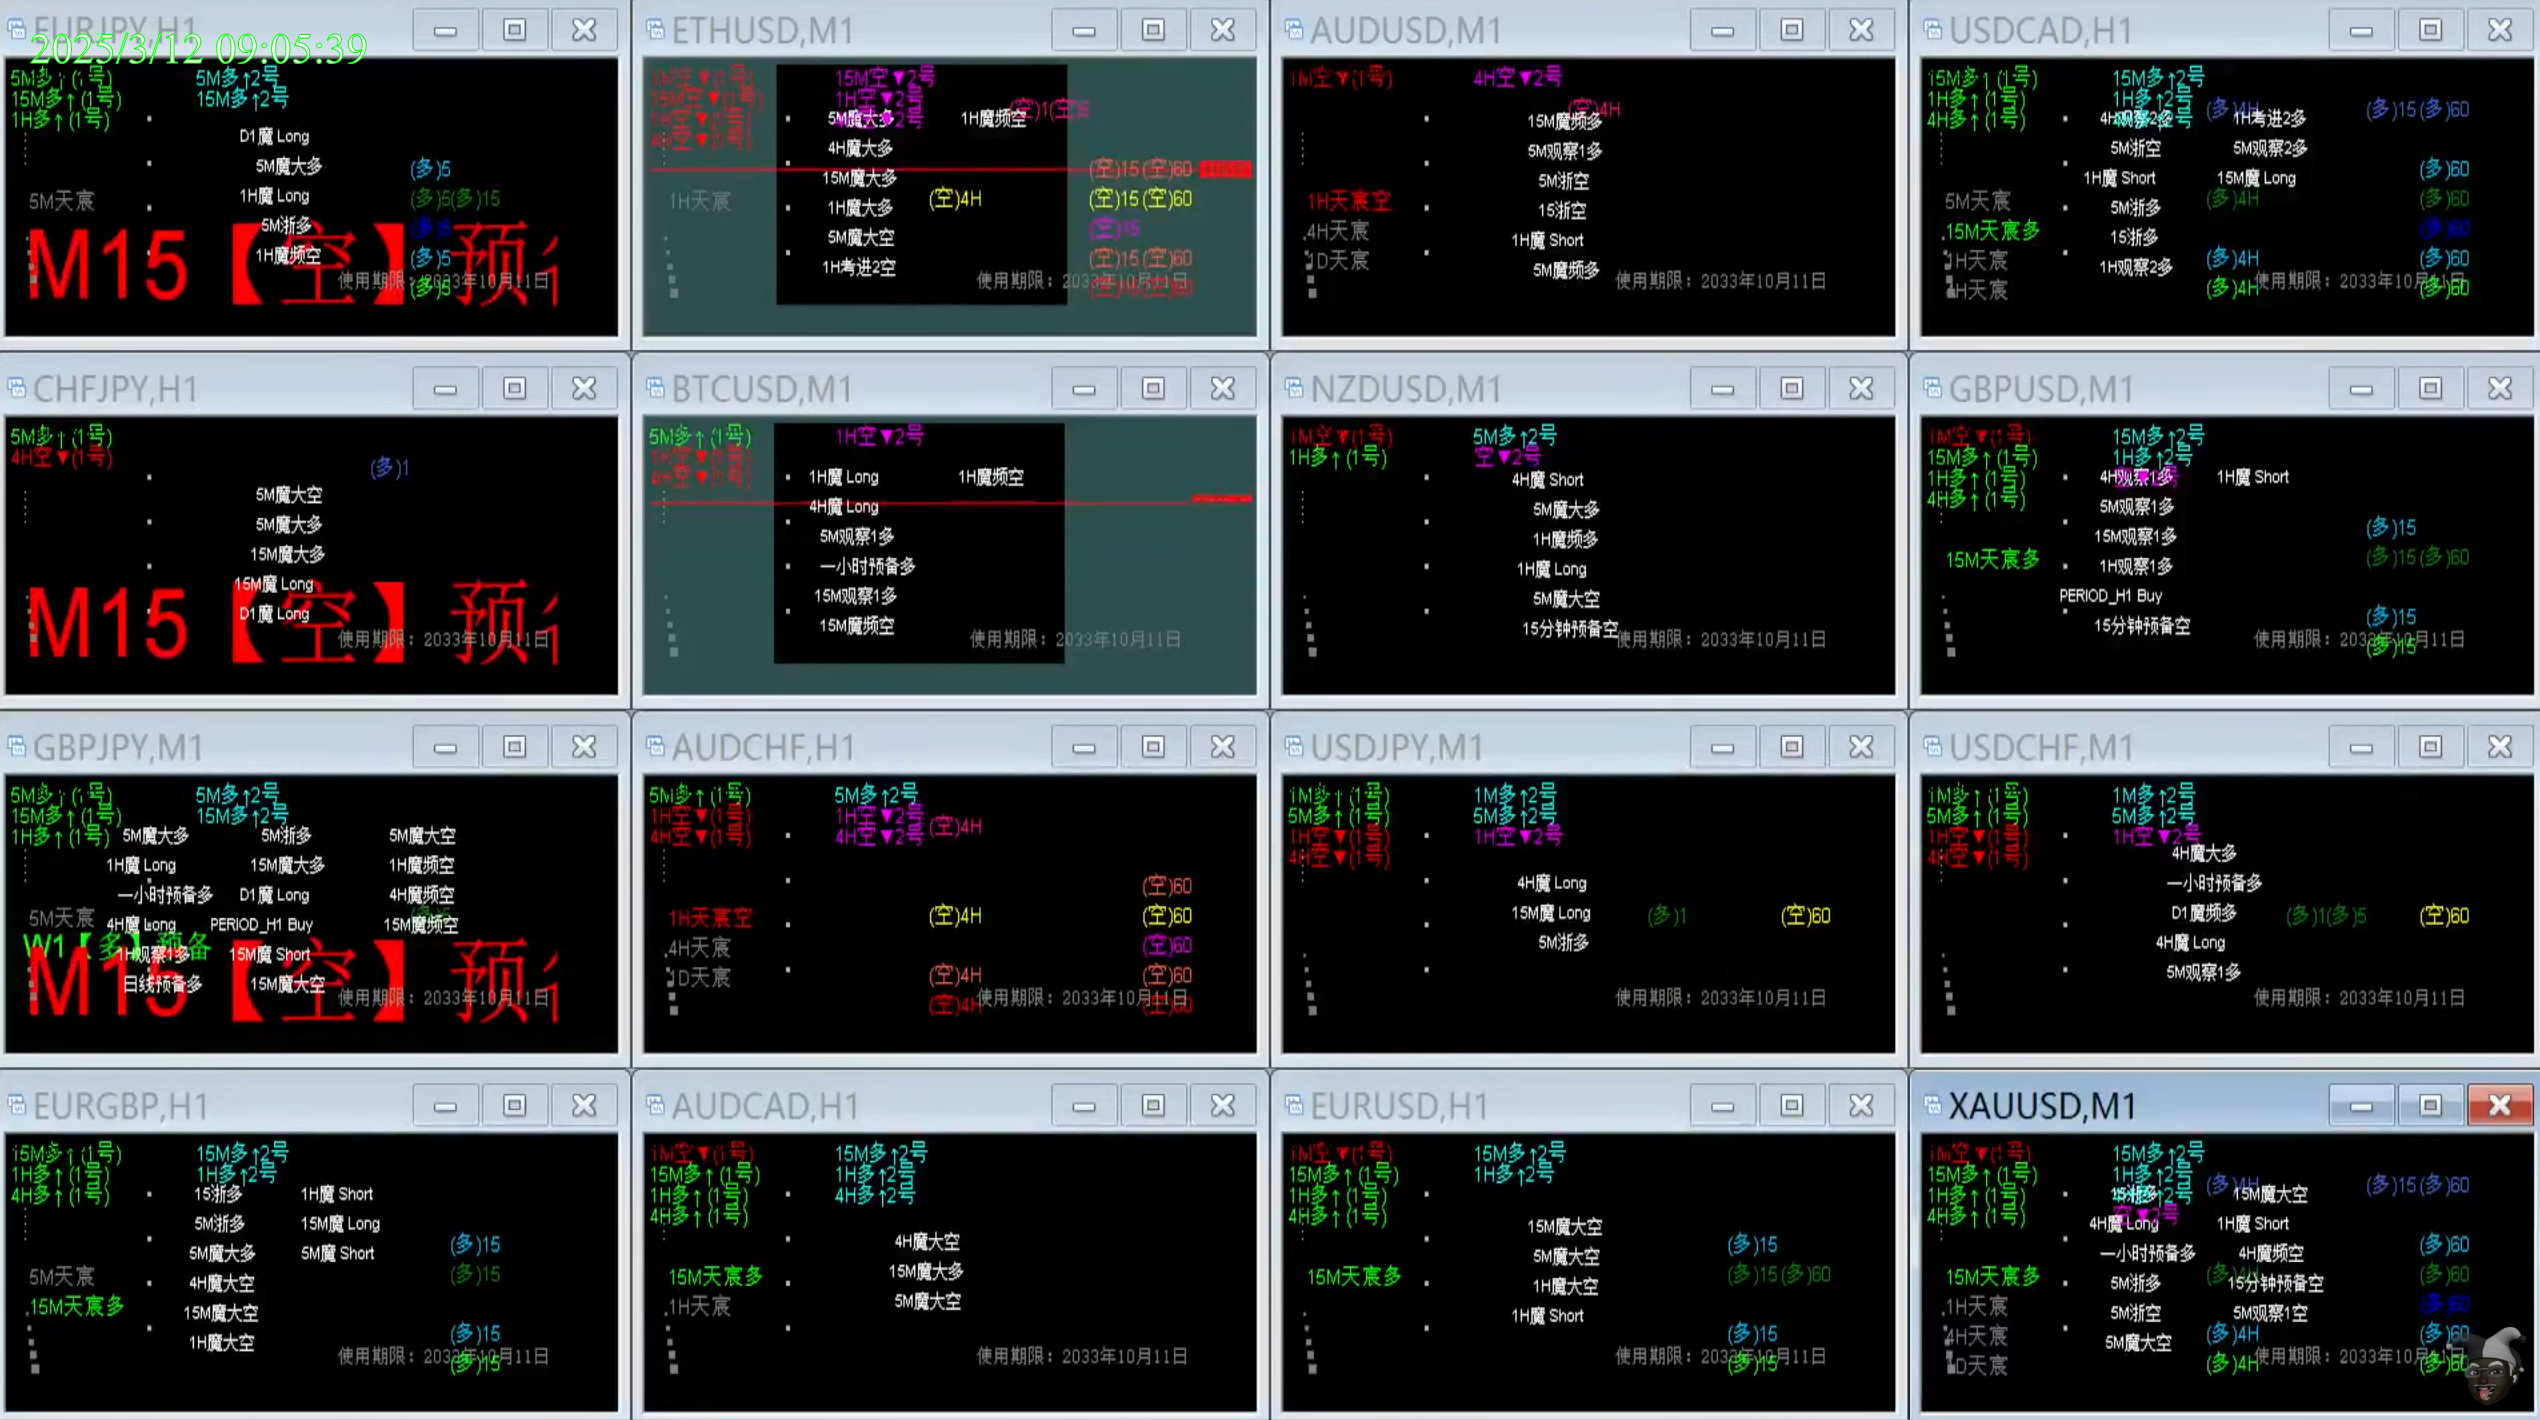 EURJPY,H1
2025/3/12 09:05:39
5M多↑(1号) 5M多↑2号
15M多↑(1号) 15M多↑2号
1H多↑(1号)
D1魔 Long
5M魔大多 (多)5
1H魔 Long (多)5(多)15
5M天宸
5M浙多
1H魔频空 (多)5
M15【空】预
使用期限: 2033年10月11日
(多)5
ETHUSD,M1
1M空▼(1号) 15M空▼2号
15M空▼(1号) 1H空▼2号
1H空▼(1号)
4H空▼(1号)
5M魔大多 1H魔频空 (空)1(空)5
4H魔大多
15M魔大多 (空)15(空)60
1H天宸
1H魔大多 (空)4H (空)15(空)60
5M魔大空 (空)15
1H考进2空 (空)15(空)60
使用期限: 2033年10月11日
AUDUSD,M1
1M空▼(1号) 4H空▼2号
(空)4H
15M魔频多
5M观察1多
5M浙空
1H天宸空
15浙空
4H天宸
1H魔 Short
1D天宸
5M魔频多
使用期限: 2033年10月11日
USDCAD,H1
15M多↑(1号) 15M多↑2号
1H多↑(1号) 1H多↑2号
4H多↑(1号) (多)4H (多)15(多)60
4H观察2多 1H考进2多
5M浙空 5M观察2多
1H魔 Short 15M魔 Long (多)60
5M天宸 (多)4H (多)60
5M浙多
15M天宸多 15浙多 (多)60
1H天宸 1H观察2多 (多)4H (多)60
4H天宸 (多)4H (多)60
使用期限: 2033年10月11日
CHFJPY,H1
5M多↑(1号)
4H空▼(1号) (多)1
5M魔大空
5M魔大多
15M魔大多
15M魔 Long
D1魔 Long
M15【空】预
使用期限: 2033年10月11日
BTCUSD,M1
5M多↑(1号) 1H空▼2号
1H空▼(1号)
4H空▼(1号)
1H魔 Long 1H魔频空
4H魔 Long
5M观察1多
一小时预备多
15M观察1多
15M魔频空
使用期限: 2033年10月11日
NZDUSD,M1
1M空▼(1号) 5M多↑2号
1H多↑(1号) 空▼2号
4H魔 Short
5M魔大多
1H魔频多
1H魔 Long
5M魔大空
15分钟预备空
使用期限: 2033年10月11日
GBPUSD,M1
1M空▼(1号) 15M多↑2号
15M多↑(1号) 1H多↑2号
1H多↑(1号)
4H多↑(1号)
4H观察1多 1H魔 Short
5M观察1多
15M观察1多 (多)15
15M天宸多 (多)15(多)60
1H观察1多
PERIOD_H1 Buy
15分钟预备空 (多)15
使用期限: 2033年10月11日
(多)15
GBPJPY,M1
5M多↑(1号) 5M多↑2号
15M多↑(1号) 15M多↑2号
1H多↑(1号)
5M魔大多 5M浙多 5M魔大空
1H魔 Long 15M魔大多 1H魔频空
一小时预备多 D1魔 Long 4H魔频空
5M天宸
4H魔 Long PERIOD_H1 Buy 15M魔频空
W1【多】预备
1H观察1多 15M魔 Short
日线预备多 15M魔大空
M15【空】预
使用期限: 2033年10月11日
AUDCHF,H1
5M多↑(1号) 5M多↑2号
1H空▼(1号) 1H空▼2号
4H空▼(1号) 4H空▼2号 (空)4H
(空)60
1H天宸空 (空)4H (空)60
4H天宸 (空)60
1D天宸 (空)4H (空)60
(空)4H (空)60
使用期限: 2033年10月11日
USDJPY,M1
1M多↑(1号) 1M多↑2号
5M多↑(1号) 5M多↑2号
1H空▼(1号) 1H空▼2号
4H空▼(1号)
4H魔 Long
15M魔 Long (多)1 (空)60
5M浙多
使用期限: 2033年10月11日
USDCHF,M1
1M多↑(1号) 1M多↑2号
5M多↑(1号) 5M多↑2号
1H空▼(1号) 1H空▼2号
4H空▼(1号)
4H魔大多
一小时预备多
D1魔频多 (多)1(多)5 (空)60
4H魔 Long
5M观察1多
使用期限: 2033年10月11日
EURGBP,H1
15M多↑(1号) 15M多↑2号
1H多↑(1号) 1H多↑2号
4H多↑(1号)
15浙多 1H魔 Short
5M浙多 15M魔 Long
5M魔大多 5M魔 Short (多)15
5M天宸 (多)15
4H魔大空
15M天宸多
15M魔大空
1H魔大空 (多)15
使用期限: 2033年10月11日
(多)15
AUDCAD,H1
1M空▼(1号) 15M多↑2号
15M多↑(1号) 1H多↑2号
1H多↑(1号) 4H多↑2号
4H多↑(1号)
4H魔大空
15M天宸多 15M魔大多
1H天宸 5M魔大空
使用期限: 2033年10月11日
EURUSD,H1
1M空▼(1号) 15M多↑2号
15M多↑(1号) 1H多↑2号
1H多↑(1号)
4H多↑(1号)
15M魔大空
5M魔大空 (多)15
15M天宸多 1H魔大空 (多)15(多)60
1H魔 Short (多)15
使用期限: 2033年10月11日
(多)15
XAUUSD,M1
1M空▼(1号) 15M多↑2号
15M多↑(1号) 1H多↑2号
1H多↑(1号) (多)4H (多)15(多)60
4H多↑(1号)
15浙多 15M魔大空
4H魔 Long 1H魔 Short
一小时预备多 4H魔频空 (多)60
15M天宸多 5M浙多 15分钟预备空 (多)60
1H天宸 5M浙空 5M观察1空 (多)60
4H天宸 5M魔大空 (多)4H (多)60
1D天宸 (多)4H (多)60
使用期限: 2033年10月11日